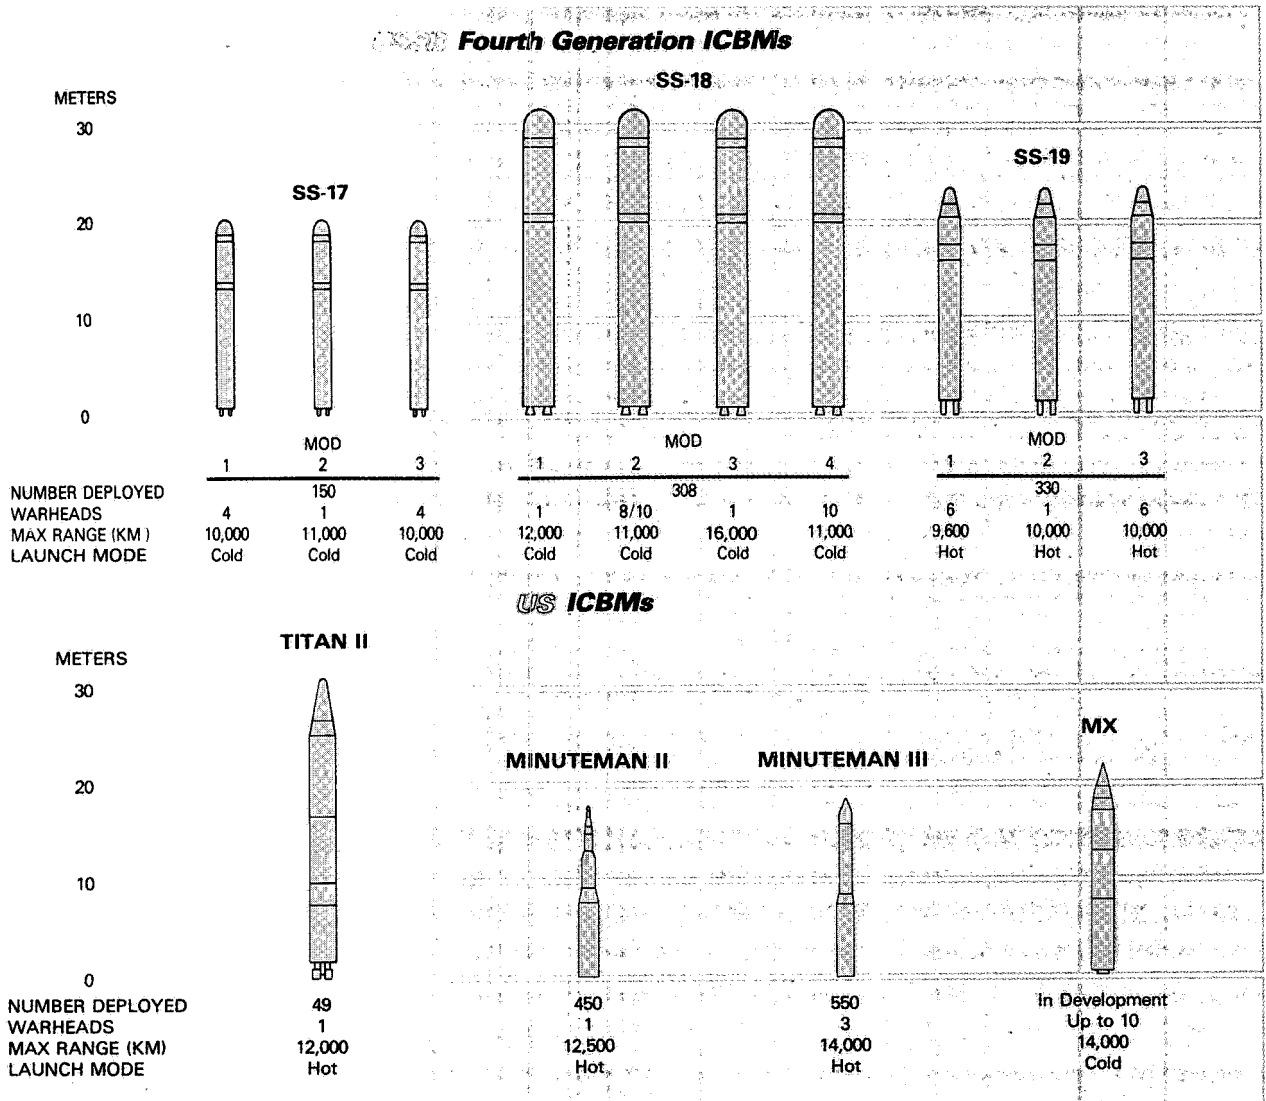 Fourth Generation ICBMs
SS-18
METERS
30
SS-19
SS-17
20
10
0
MOD MOD MOD
1 2 3 1 2 3 4 1 2 3
NUMBER DEPLOYED 150 308 330
WARHEADS 4 1 4 1 8/10 1 10 6 1 6
MAX RANGE (KM) 10,000 11,000 10,000 12,000 11,000 16,000 11,000 9,600 10,000 10,000
LAUNCH MODE Cold Cold Cold Cold Cold Cold Cold Hot Hot Hot
US ICBMs
TITAN II
METERS
30
MX
MINUTEMAN II MINUTEMAN III
20
10
0
NUMBER DEPLOYED 49 450 550 In Development
WARHEADS 1 1 3 Up to 10
MAX RANGE (KM) 12,000 12,500 14,000 14,000
LAUNCH MODE Hot Hot Hot Cold